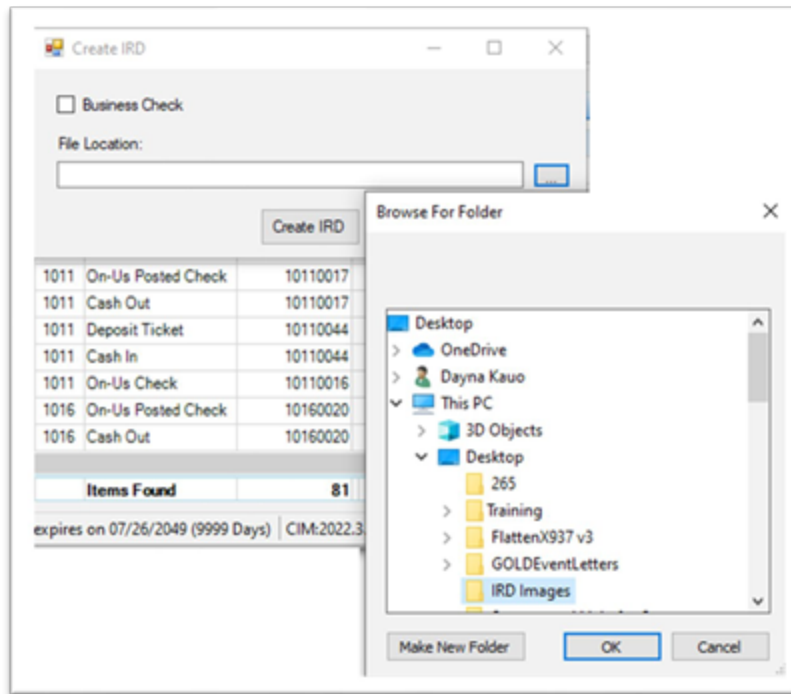 Create IRD
Business Check
File Location:
...
Create IRD
1011 On-Us Posted Check 10110017
1011 Cash Out 10110017
1011 Deposit Ticket 10110044
1011 Cash In 10110044
1011 On-Us Check 10110016
1016 On-Us Posted Check 10160020
1016 Cash Out 10160020
Items Found 81
expires on 07/26/2049 (9999 Days) CIM:2022.3.
Browse For Folder
Desktop
OneDrive
Dayna Kauo
This PC
3D Objects
Desktop
265
Training
FlattenX937 v3
GOLDEventLetters
IRD Images
Make New Folder OK Cancel